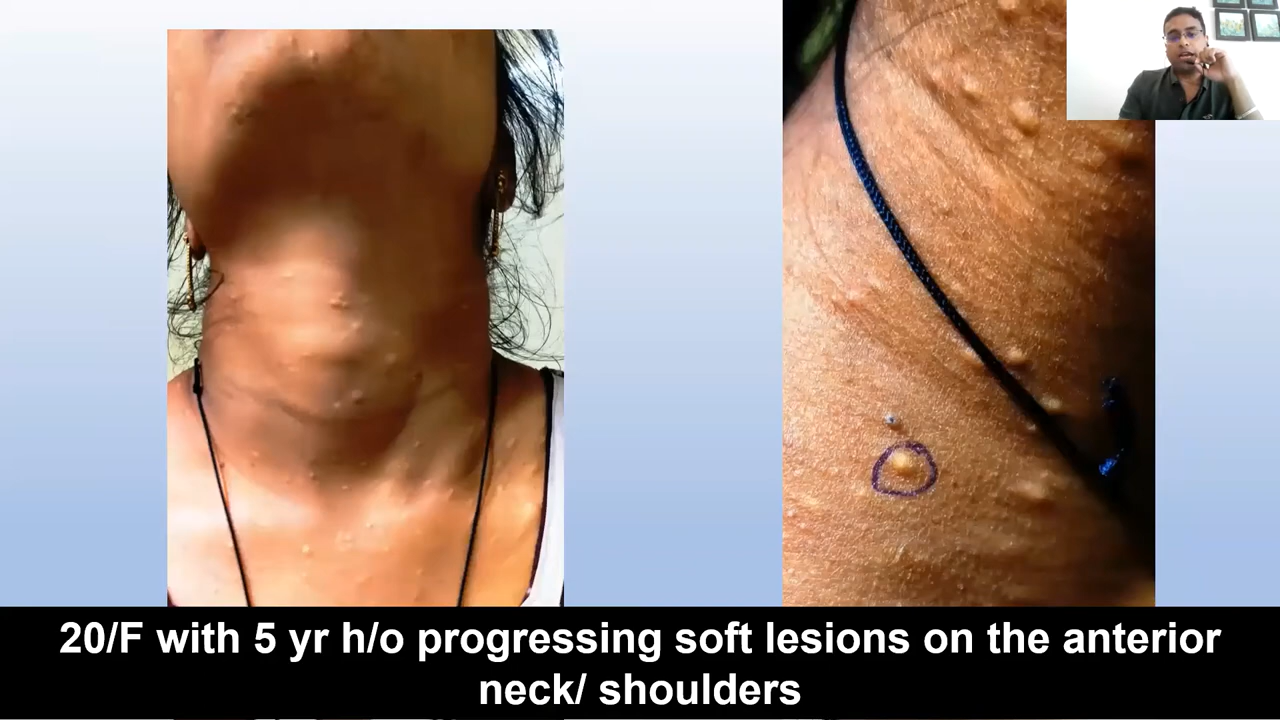 20/F with 5 yr h/o progressing soft lesions on the anterior
neck/ shoulders